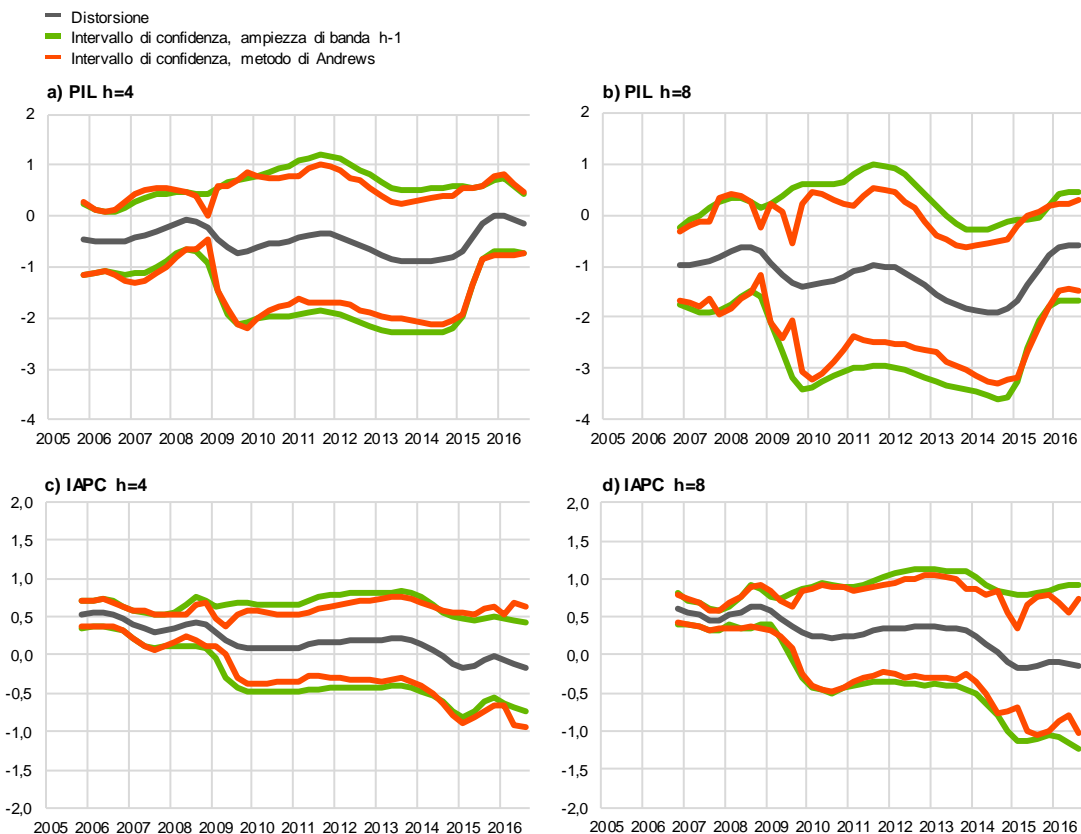 Distorsione
Intervallo di confidenza, ampiezza di banda h-1
Intervallo di confidenza, metodo di Andrews
a) PIL h=4
2
1
0
-1
-2
-3
-4
2005 2006 2007 2008 2009 2010 2011 2012 2013 2014 2015 2016
b) PIL h=8
2
1
0
-1
-2
-3
-4
2005 2006 2007 2008 2009 2010 2011 2012 2013 2014 2015 2016
c) IAPC h=4
2,0
1,5
1,0
0,5
0,0
-0,5
-1,0
-1,5
-2,0
2005 2006 2007 2008 2009 2010 2011 2012 2013 2014 2015 2016
d) IAPC h=8
2,0
1,5
1,0
0,5
0,0
-0,5
-1,0
-1,5
-2,0
2005 2006 2007 2008 2009 2010 2011 2012 2013 2014 2015 2016